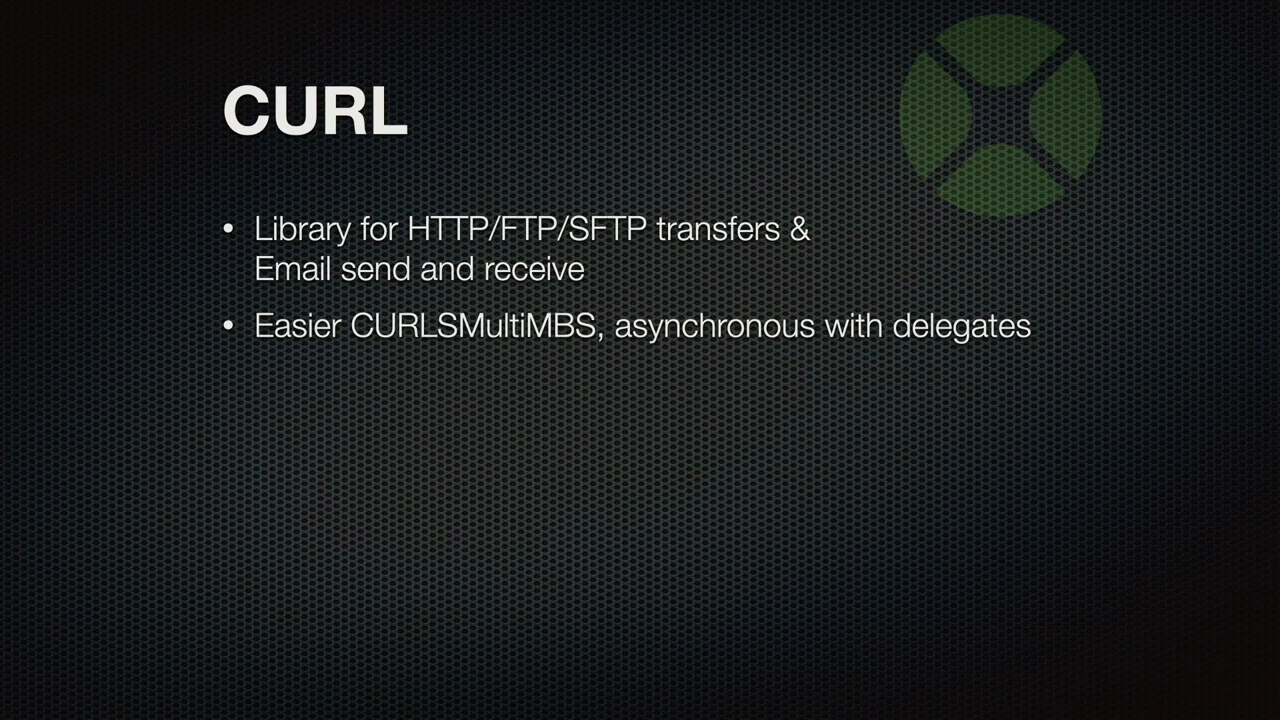 CURL
• Library for HTTP/FTP/SFTP transfers &
Email send and receive
• Easier CURLSMultiMBS, asynchronous with delegates